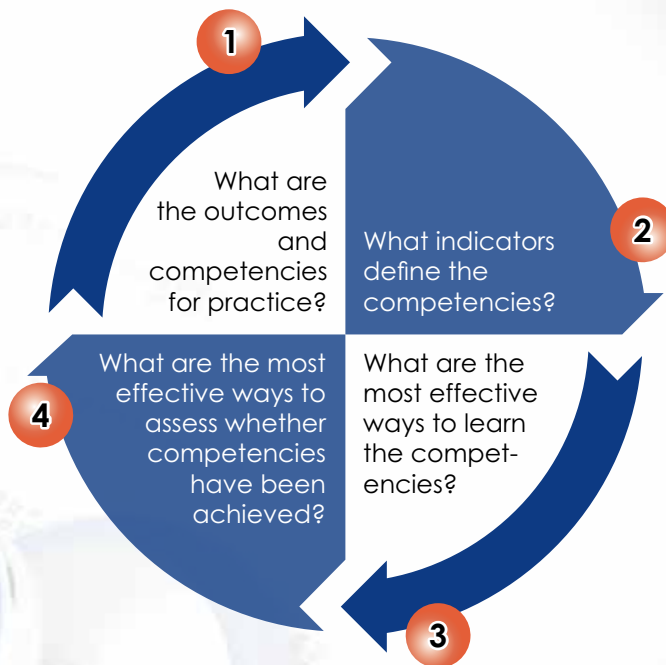 1
What are
the outcomes
and
competencies
for practice?
2
What indicators
define the
competencies?
3
What are the
most effective
ways to learn
the compet-
encies?
4
What are the most
effective ways to
assess whether
competencies
have been
achieved?